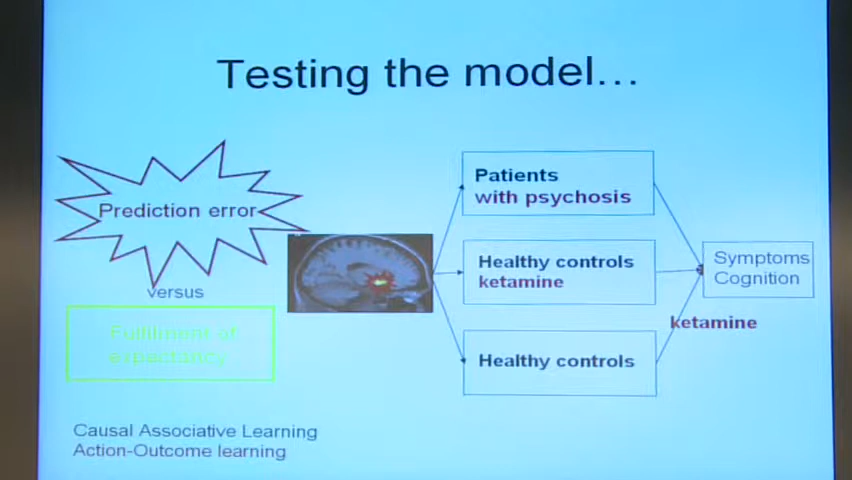 Testing the model…
Prediction error
versus
Fulfilment of
expectancy
Causal Associative Learning
Action-Outcome learning
Patients
with psychosis
Healthy controls
ketamine
Healthy controls
Symptoms
Cognition
ketamine